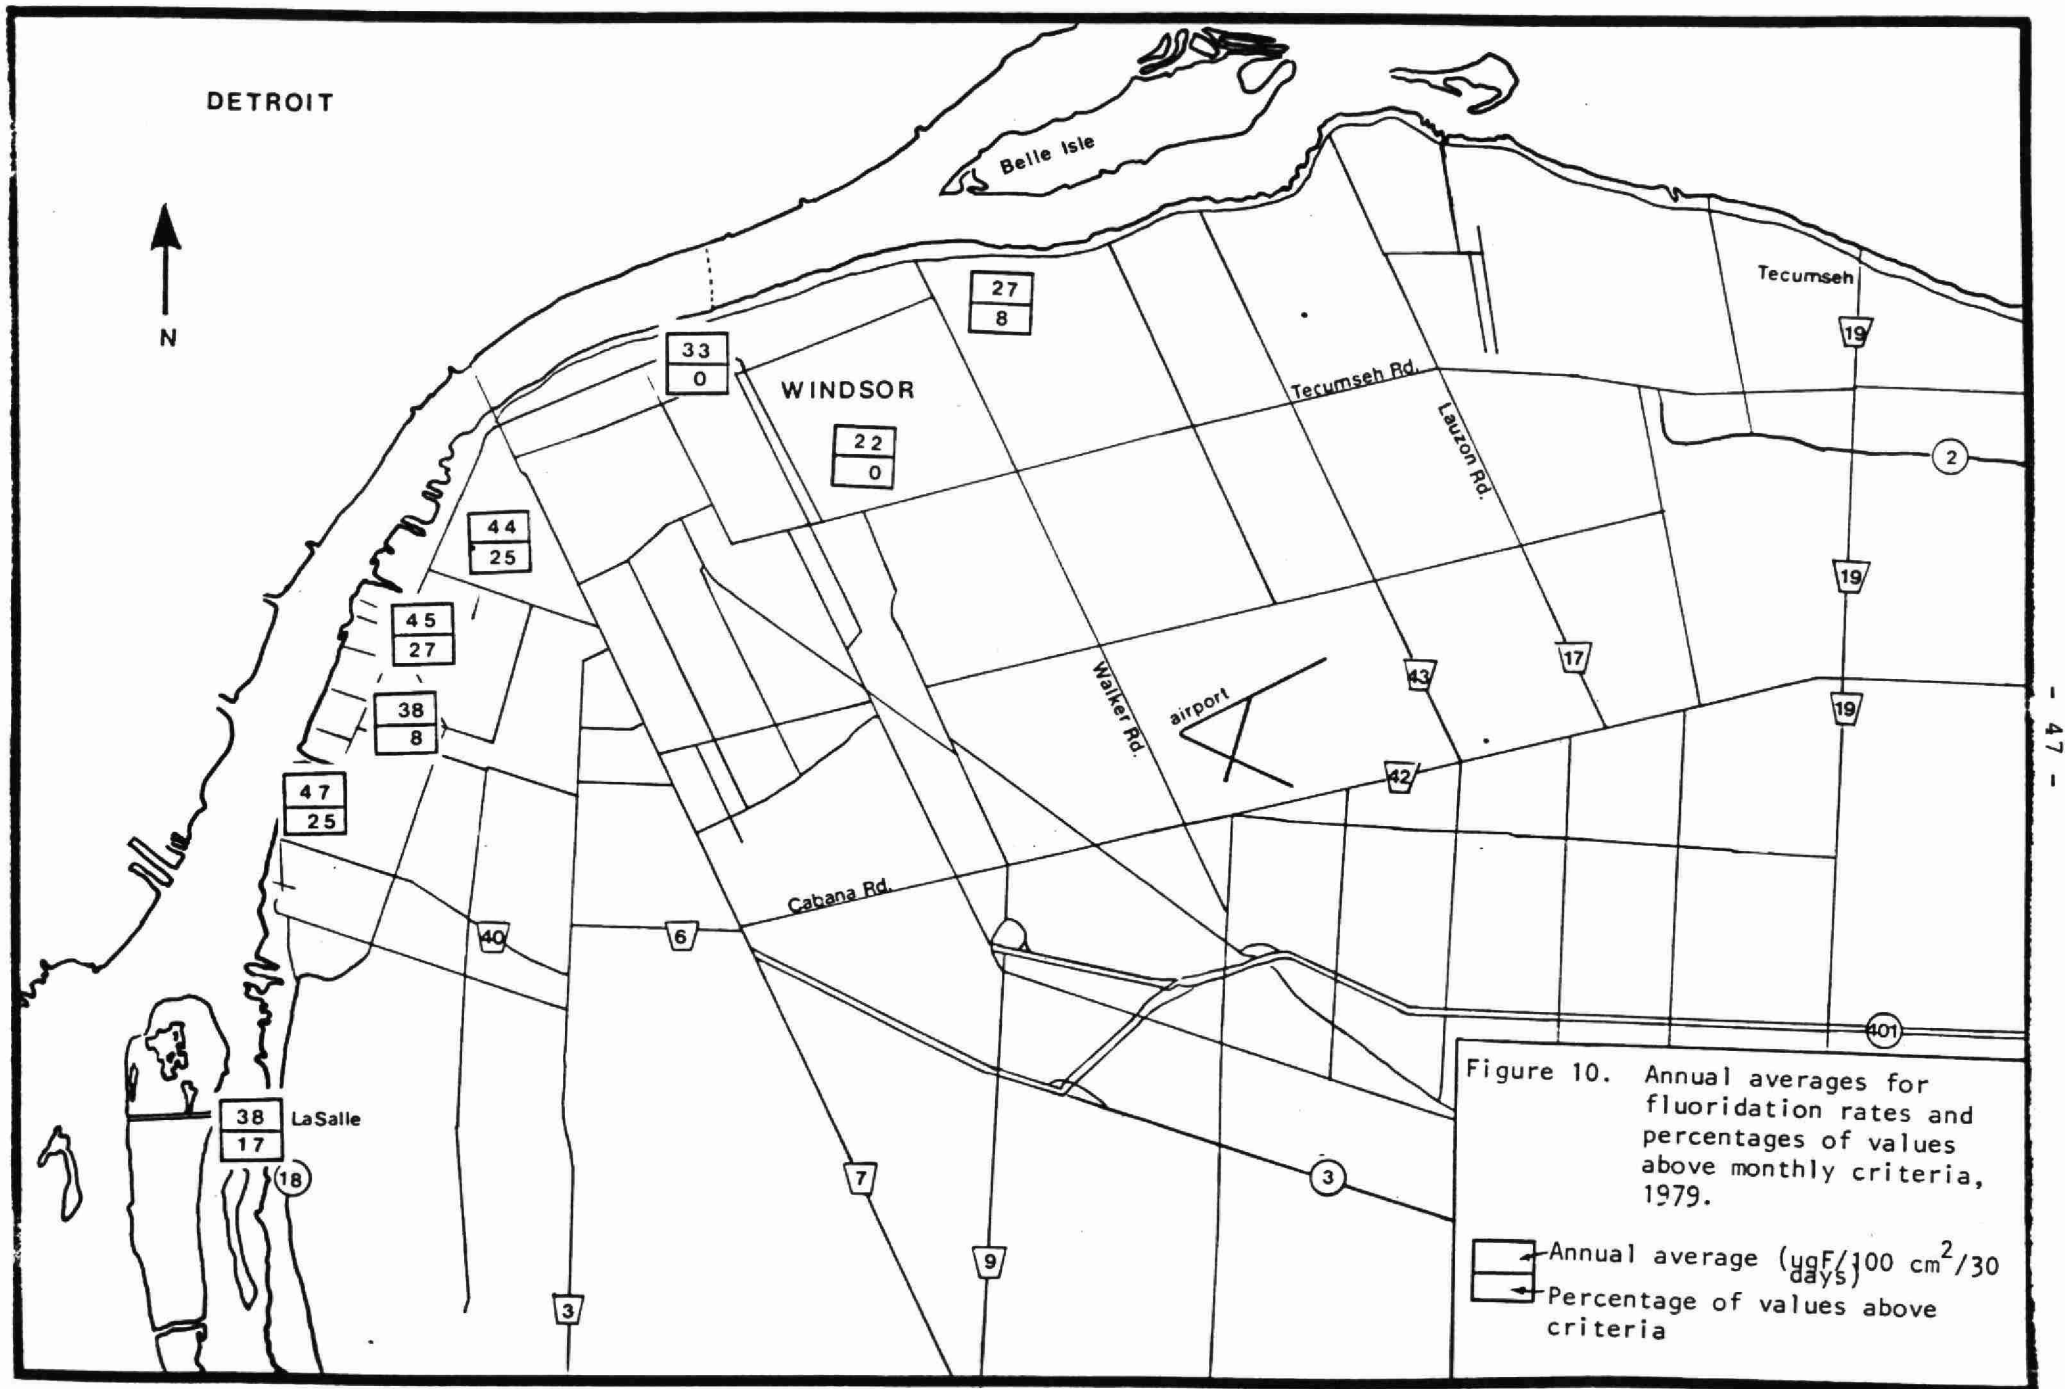 DETROIT
N
Belle Isle
Tecumseh
19
27
8
33
0
WINDSOR
Tecumseh Rd.
22
0
Lauzon Rd.
2
44
25
19
45
27
Walker Rd.
airport
43
17
19
38
8
42
47
25
Cabana Rd.
40
6
401
38
17
LaSalle
18
7
3
9
3
Figure 10. Annual averages for
fluoridation rates and
percentages of values
above monthly criteria,
1979.
Annual average (ugF/100 cm²/30
days)
Percentage of values above
criteria
- 47 -